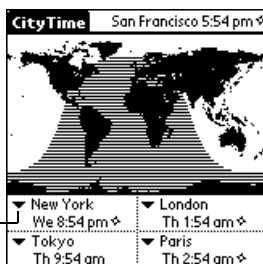 CityTime San Francisco 5:54 pm
New York London
We 8:54 pm Th 1:54 am
Tokyo Paris
Th 9:54 am Th 2:54 am